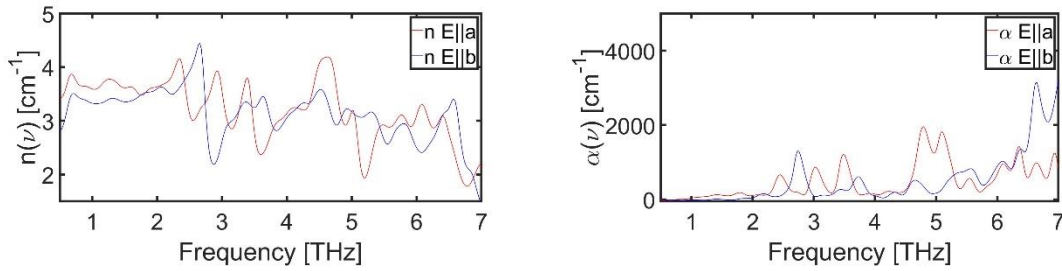 n(ν) [cm⁻¹]
5
4
3
2
n E||a
n E||b
1 2 3 4 5 6 7
Frequency [THz]
α(ν) [cm⁻¹]
4000
2000
0
α E||a
α E||b
1 2 3 4 5 6 7
Frequency [THz]